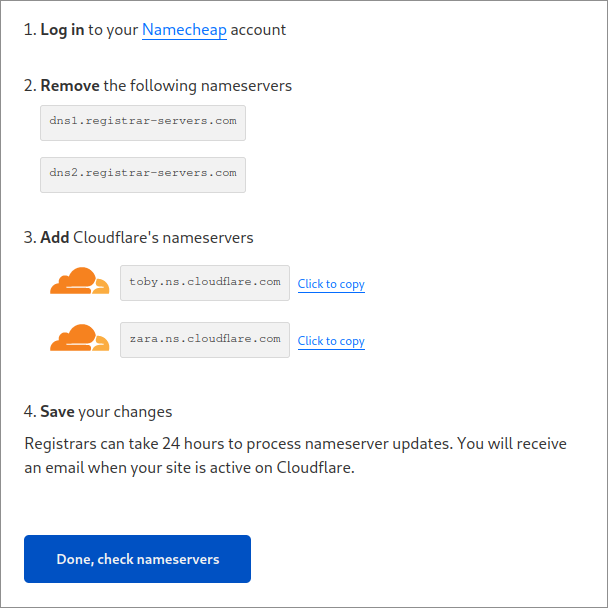 1. Log in to your Namecheap account
2. Remove the following nameservers
dns1.registrar-servers.com
dns2.registrar-servers.com
3. Add Cloudflare's nameservers
toby.ns.cloudflare.com Click to copy
zara.ns.cloudflare.com Click to copy
4. Save your changes
Registrars can take 24 hours to process nameserver updates. You will receive
an email when your site is active on Cloudflare.
Done, check nameservers